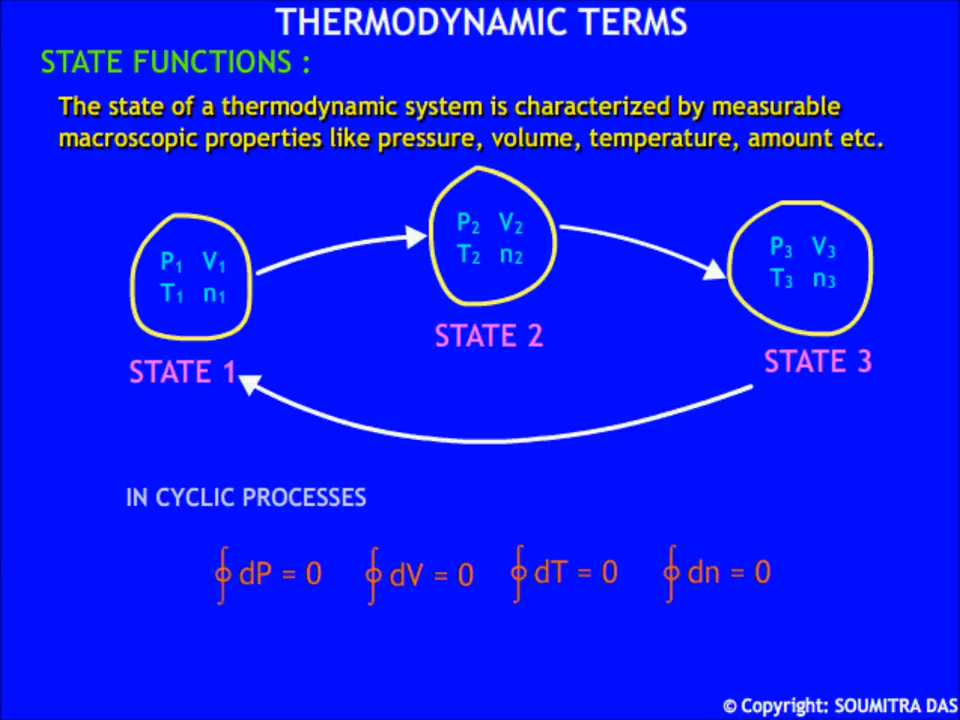 THERMODYNAMIC TERMS
STATE FUNCTIONS :
The state of a thermodynamic system is characterized by measurable
macroscopic properties like pressure, volume, temperature, amount etc.
P₁ V₁
T₁ n₁
STATE 1
P₂ V₂
T₂ n₂
STATE 2
P₃ V₃
T₃ n₃
STATE 3
IN CYCLIC PROCESSES
∮ dP = 0 ∮ dV = 0 ∮ dT = 0 ∮ dn = 0
© Copyright: SOUMITRA DAS